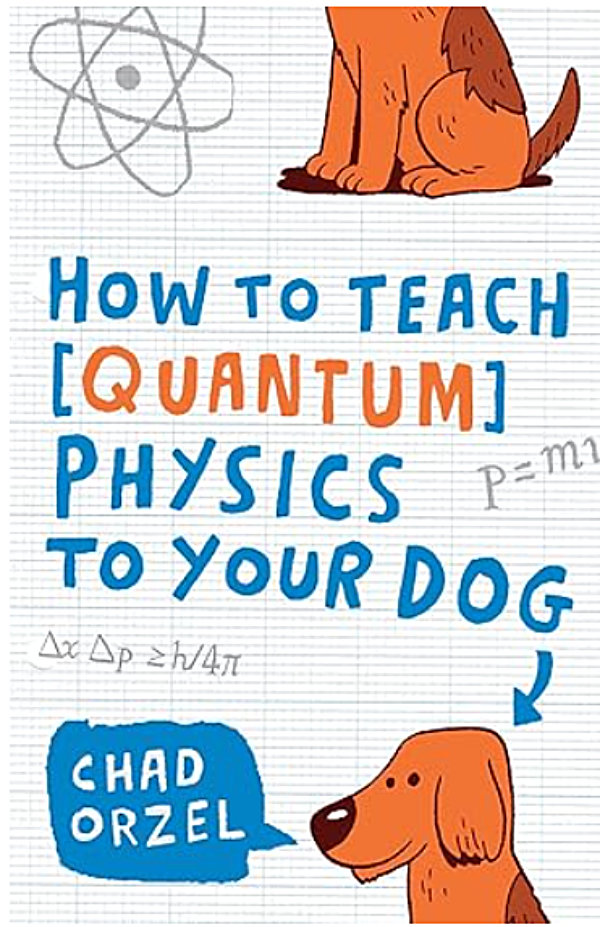 HOW TO TEACH
[QUANTUM]
PHYSICS
P=m
TO YOUR DOG
Δx Δp ≥h/4π
CHAD
ORZEL